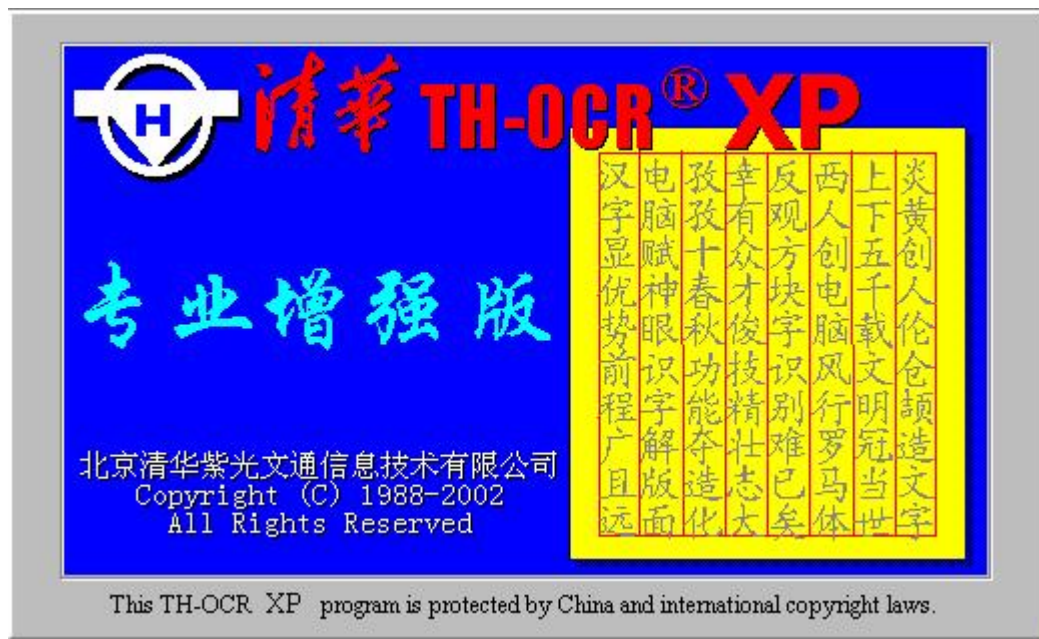 H
清華 TH-OCR® XP
专业增强版
炎黄创人伦仓颉造文字
上下五千载文明冠当世
西人创电脑风行罗马体
反观方块字识别难已矣
幸有众才俊技精壮志大
孜孜十春秋功能夺造化
电脑赋神眼识字解版面
汉字显优势前程广且远
北京清华紫光文通信息技术有限公司
Copyright (C) 1988-2002
All Rights Reserved
This TH-OCR XP program is protected by China and international copyright laws.